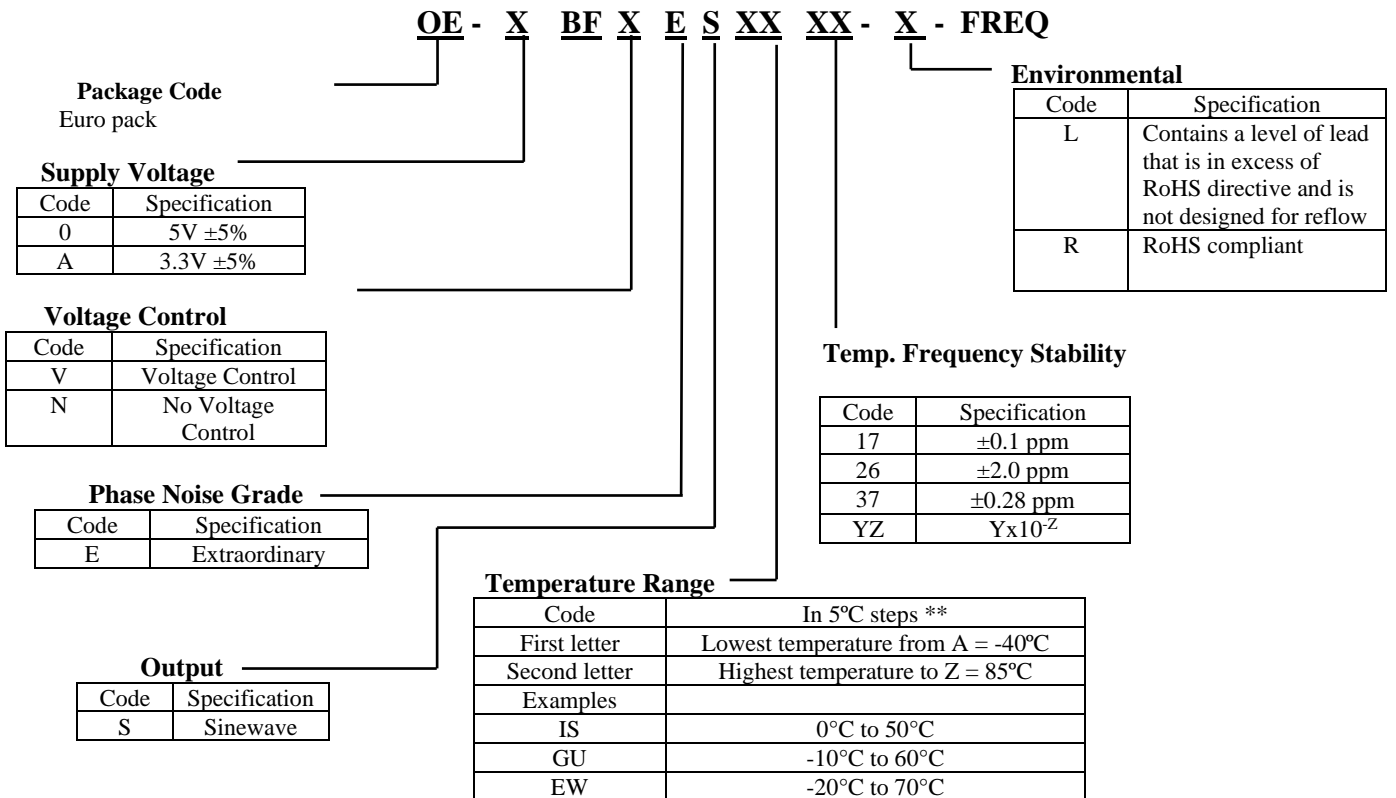 OE - X BF X E S XX XX - X - FREQ
Package Code
Euro pack
Supply Voltage
Code Specification
0 5V ±5%
A 3.3V ±5%
Voltage Control
Code Specification
V Voltage Control
N No Voltage
Control
Phase Noise Grade
Code Specification
E Extraordinary
Output
Code Specification
S Sinewave
Temperature Range
Code In 5ºC steps **
First letter Lowest temperature from A = -40ºC
Second letter Highest temperature to Z = 85ºC
Examples
IS 0°C to 50°C
GU -10°C to 60°C
EW -20°C to 70°C
Temp. Frequency Stability
Code Specification
17 ±0.1 ppm
26 ±2.0 ppm
37 ±0.28 ppm
YZ Yx10⁻ᶻ
Environmental
Code Specification
L Contains a level of lead
that is in excess of
RoHS directive and is
not designed for reflow
R RoHS compliant